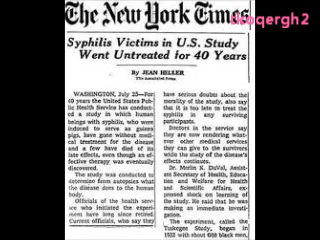 The New York Times
ckoqergh2
Syphilis Victims in U.S. Study
Went Untreated for 40 Years
By JEAN HELLER
The Associated Press
WASHINGTON, July 25—For
40 years the United States Pub-
lic Health Service has conduct-
ed a study in which human
beings with syphilis, who were
induced to serve as guinea
pigs, have gone without med-
ical treatment for the disease
and a few have died of its
late effects, even though an ef-
fective therapy was eventually
discovered.
The study was conducted to
determine from autopsies what
the disease does to the human
body.
Officials of the health serv-
ice who initiated the experi-
ment have long since retired.
Current officials, who say they
have serious doubts about the
morality of the study, also say
that it is too late to treat the
syphilis in any surviving
participants.
Doctors in the service say
they are now rendering what-
ever other medical services
they can give to the survivors
while the study of the disease's
effects continues.
Dr. Merlin K. DuVal, Assist-
ant Secretary of Health, Educa-
tion and Welfare for Health
and Scientific Affairs, ex-
pressed shock on learning of
the study. He said that he was
making an immediate investi-
gation.
The experiment, called the
Tuskegee Study, began in
1932 with about 600 black men,